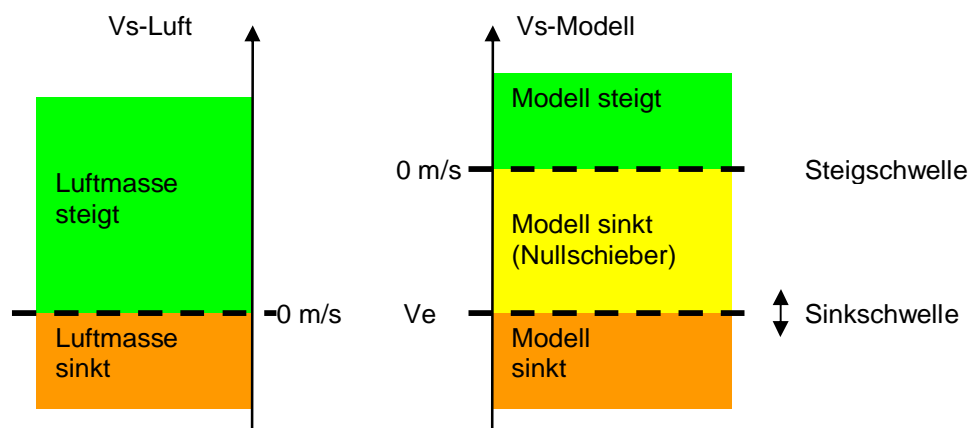 Vs-Luft
Vs-Modell
Modell steigt
0 m/s
Steigschwelle
Luftmasse
steigt
Modell sinkt
(Nullschieber)
0 m/s
Ve
Sinkschwelle
Luftmasse
sinkt
Modell
sinkt